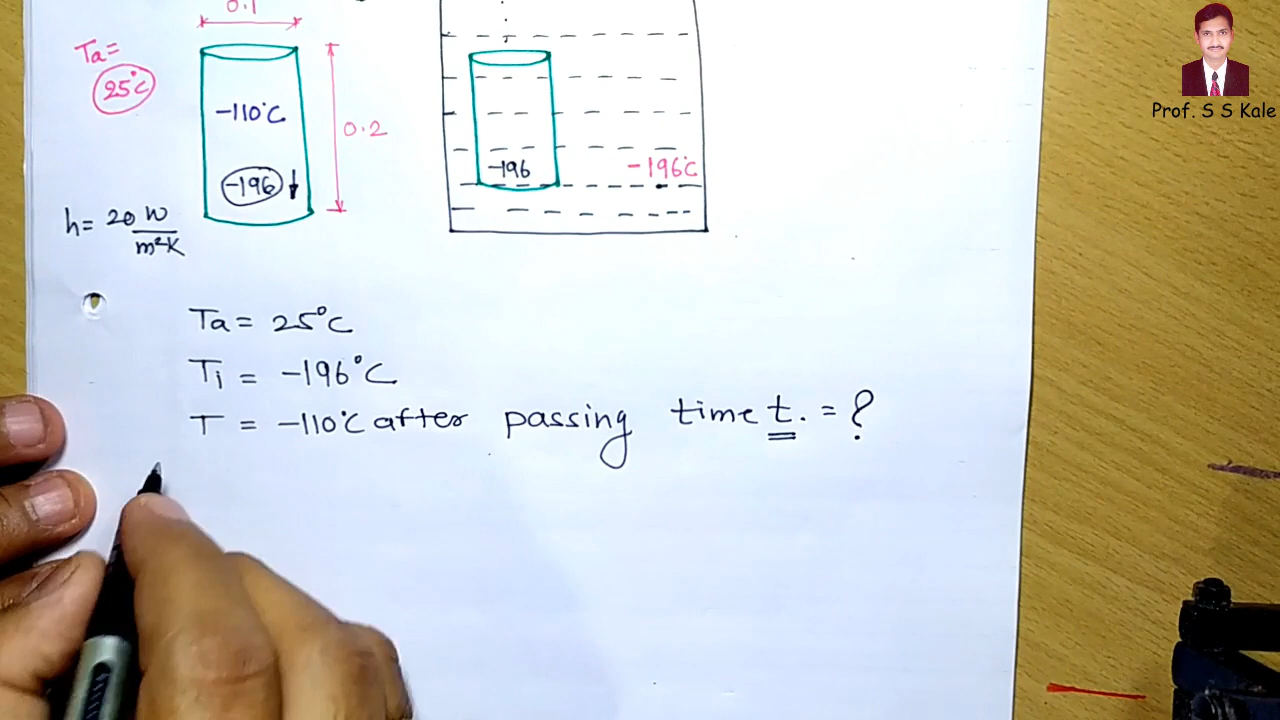 0.1
Ta=
25°C
-110°C
0.2
-196
-196
-196°C
h= 20 W
m²-K
Ta = 25°C
Ti = -196°C
T = -110°C after passing time t. = ?
Prof. S S Kale